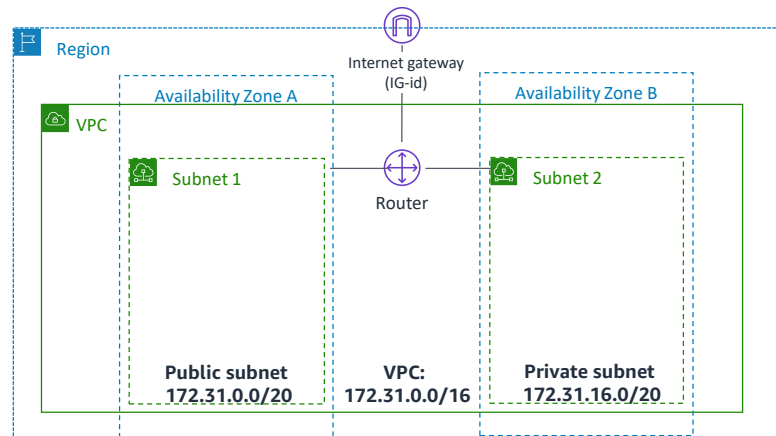 Region
Internet gateway
(IG-id)
Availability Zone A
Availability Zone B
VPC
Subnet 1
Router
Subnet 2
Public subnet
172.31.0.0/20
VPC:
172.31.0.0/16
Private subnet
172.31.16.0/20